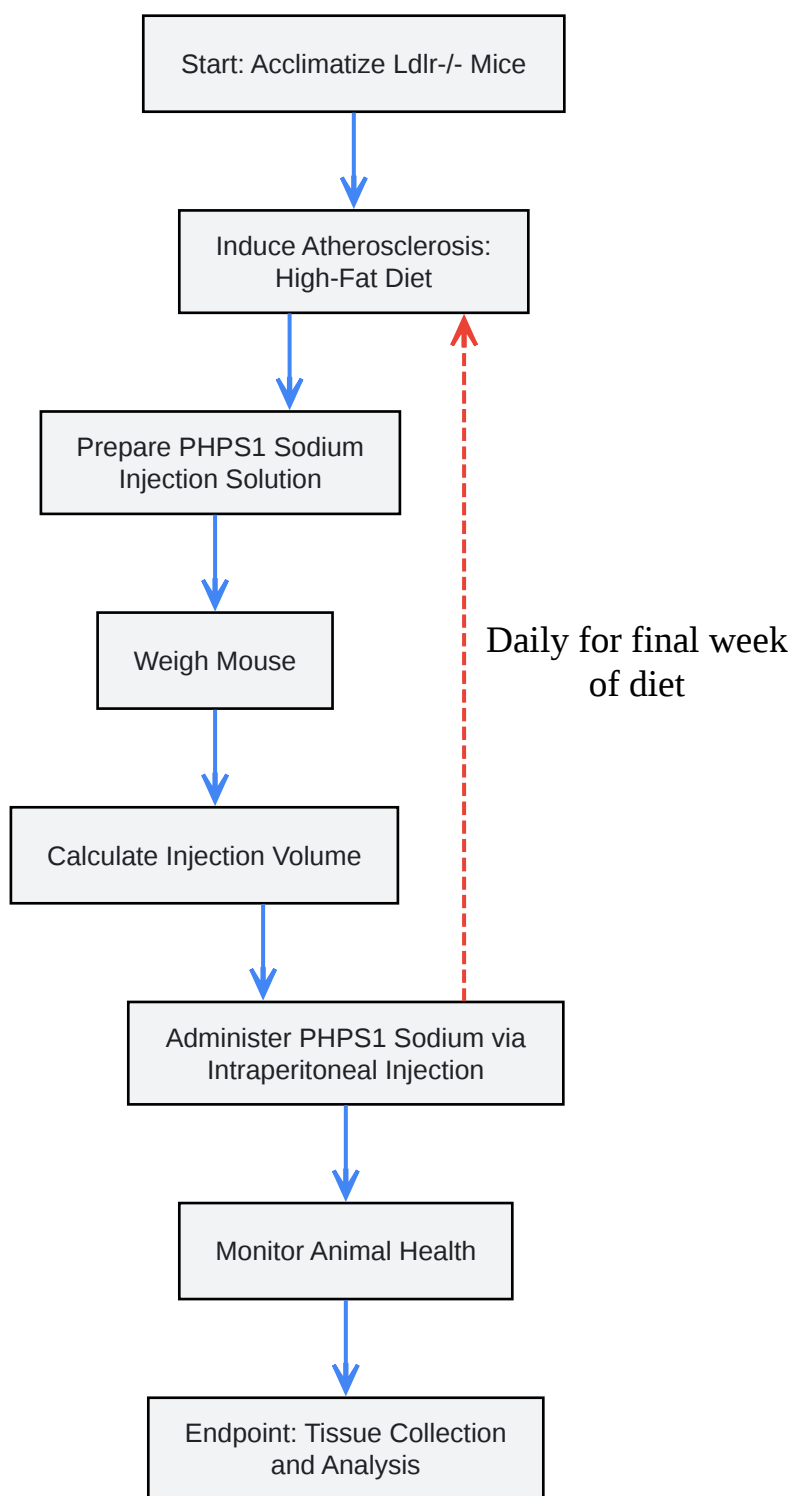 Start: Acclimatize Ldlr-/- Mice
Induce Atherosclerosis:
High-Fat Diet
Prepare PHPS1 Sodium
Injection Solution
Weigh Mouse
Daily for final week
of diet
Calculate Injection Volume
Administer PHPS1 Sodium via
Intraperitoneal Injection
Monitor Animal Health
Endpoint: Tissue Collection
and Analysis